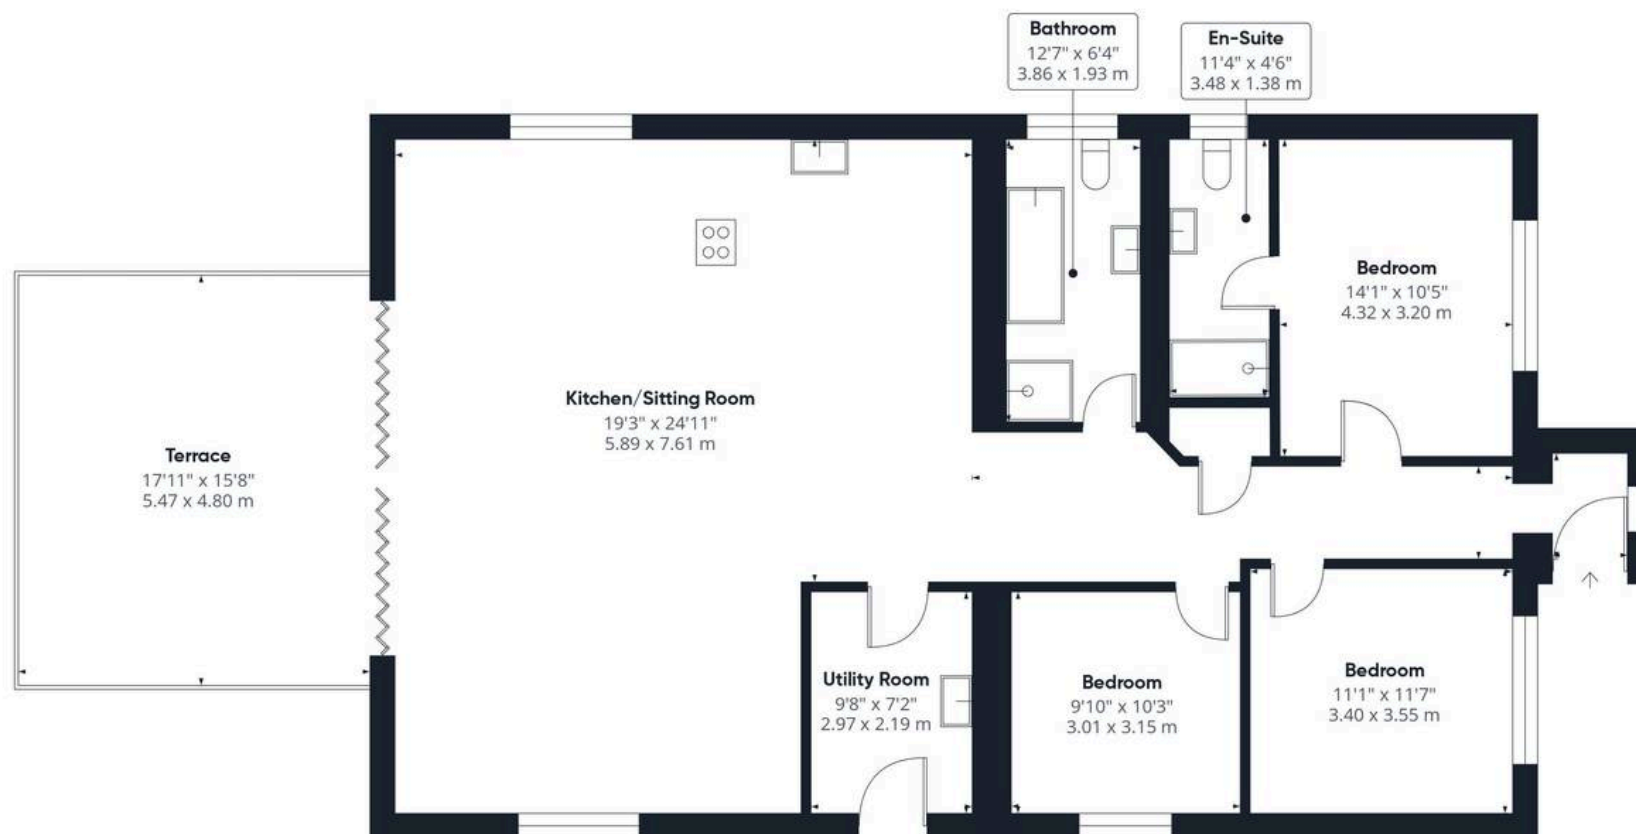 Bathroom
12'7" x 6'4"
3.86 x 1.93 m
En-Suite
11'4" x 4'6"
3.48 x 1.38 m
Bedroom
14'1" x 10'5"
4.32 x 3.20 m
Kitchen/Sitting Room
19'3" x 24'11"
5.89 x 7.61 m
Terrace
17'11" x 15'8"
5.47 x 4.80 m
Utility Room
9'8" x 7'2"
2.97 x 2.19 m
Bedroom
9'10" x 10'3"
3.01 x 3.15 m
Bedroom
11'1" x 11'7"
3.40 x 3.55 m